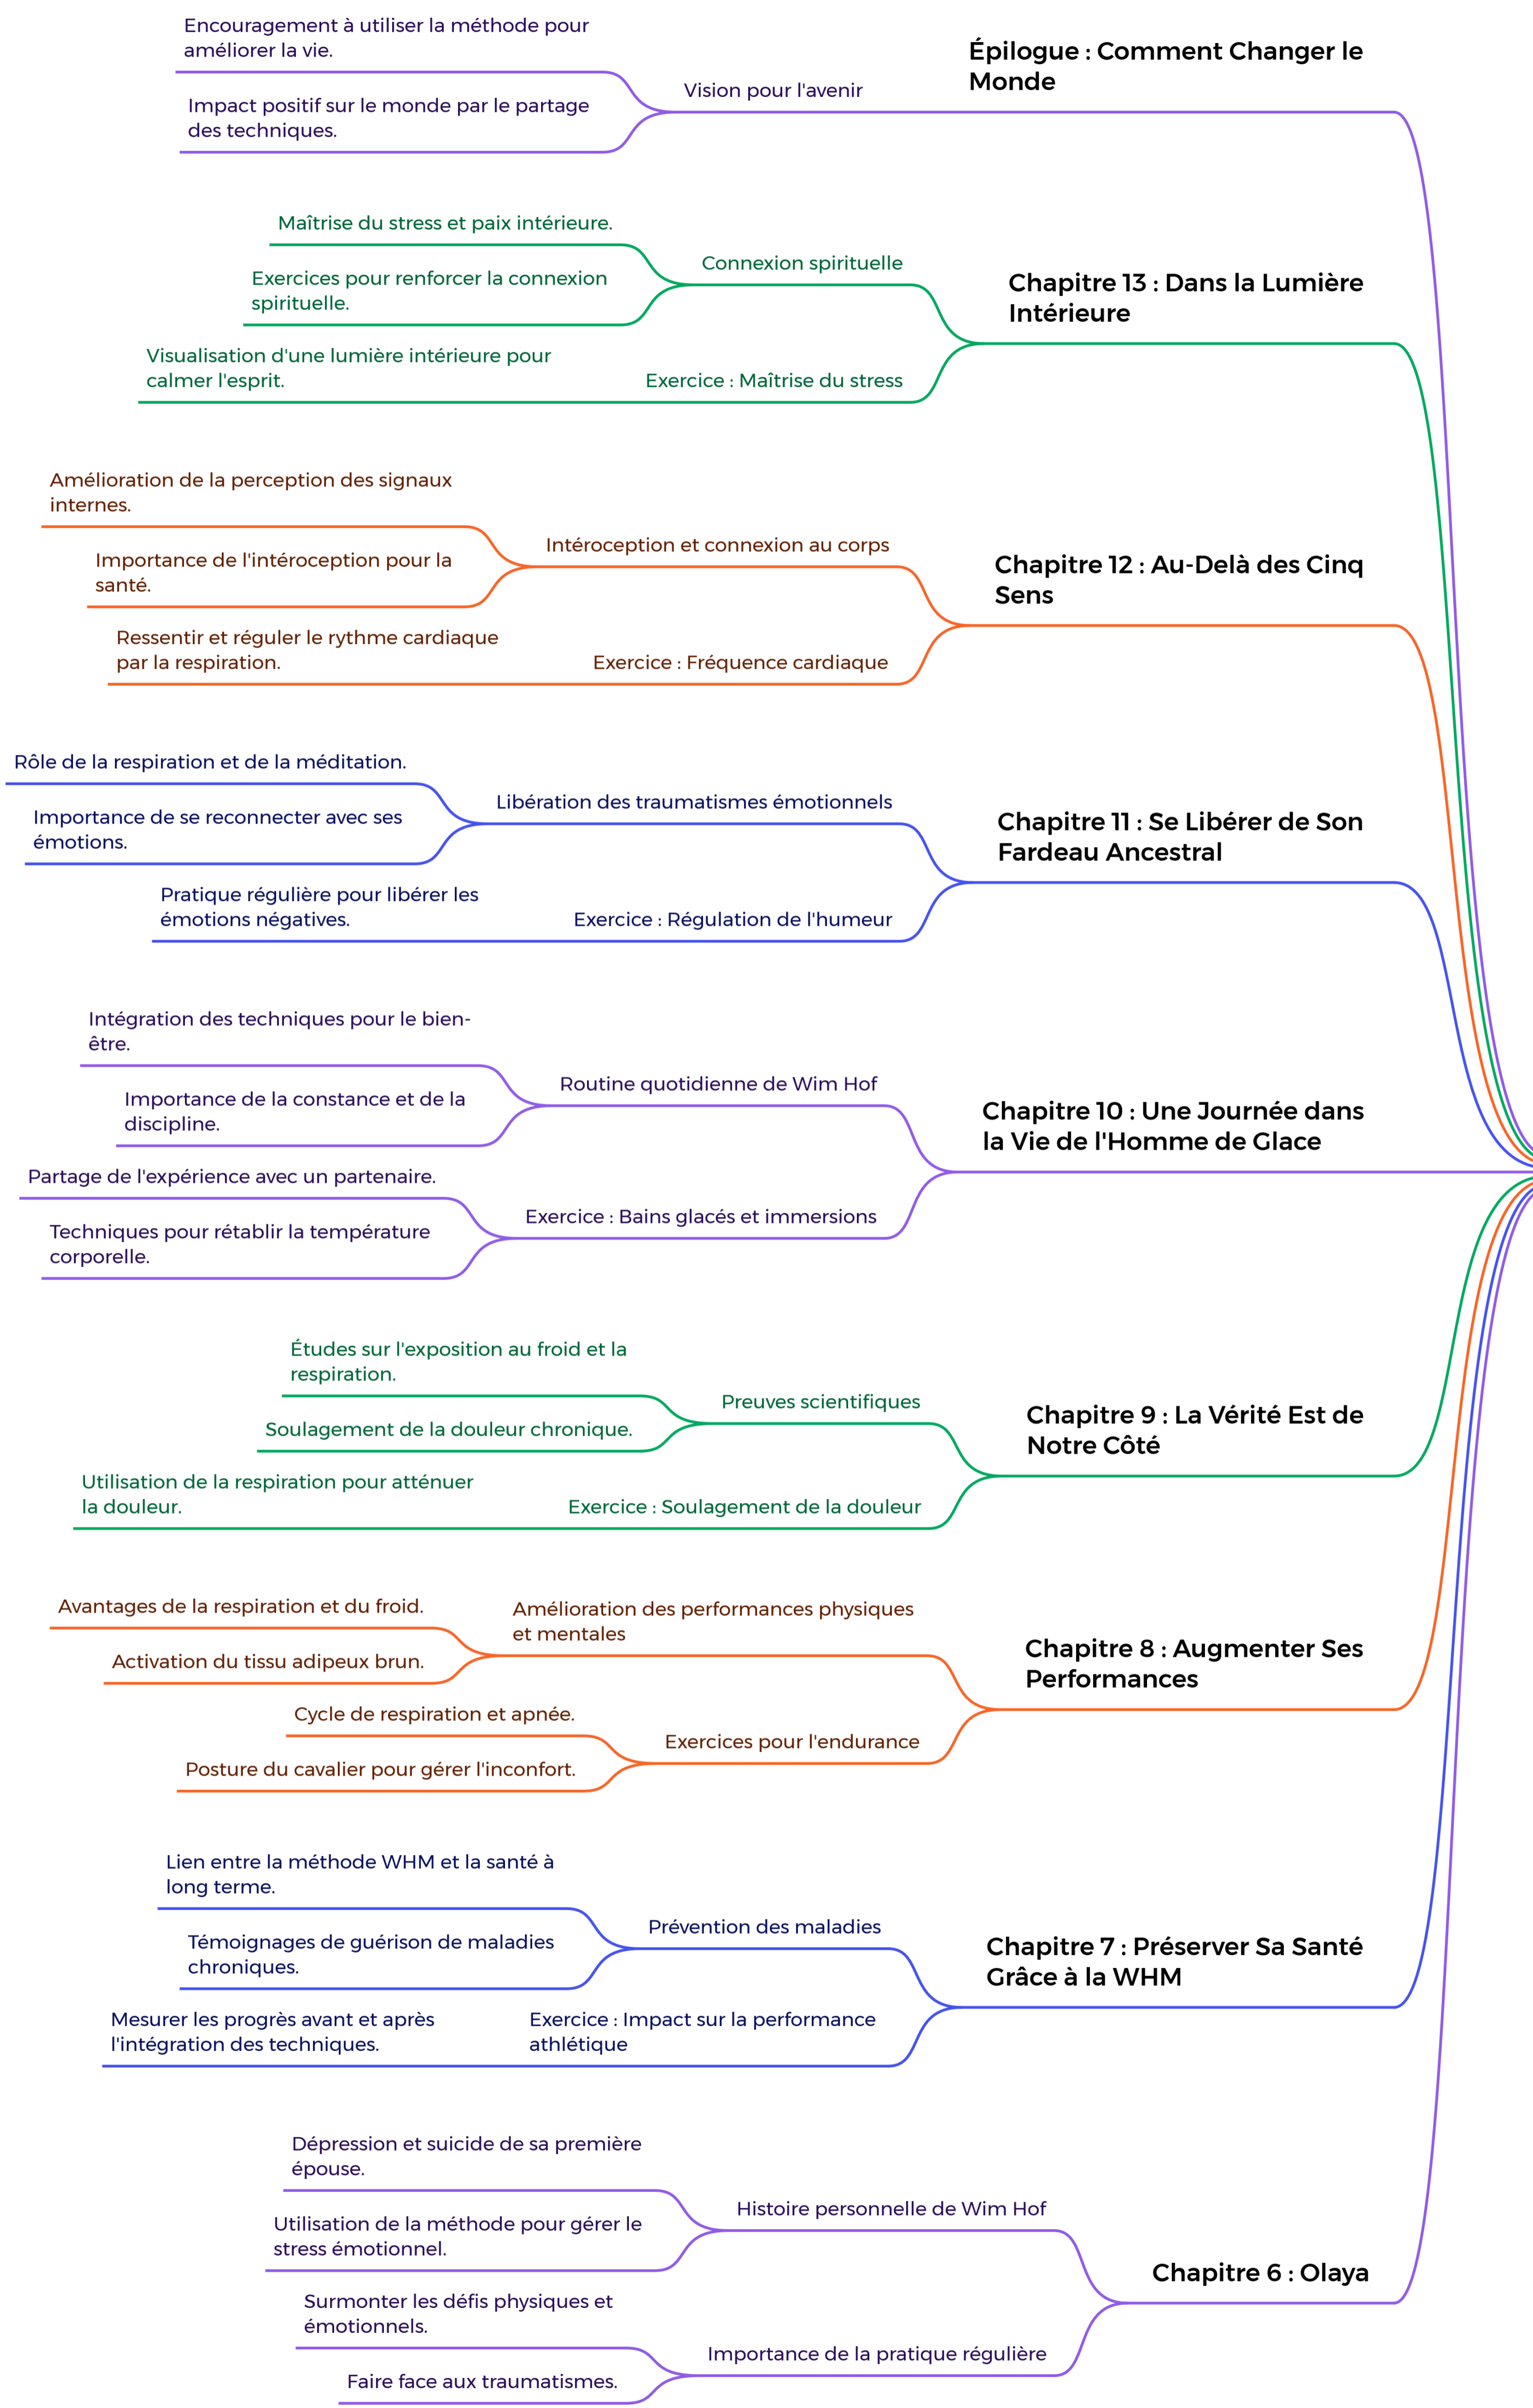 Épilogue : Comment Changer le
Monde
Vision pour l'avenir
Encouragement à utiliser la méthode pour
améliorer la vie.
Impact positif sur le monde par le partage
des techniques.
Chapitre 13 : Dans la Lumière
Intérieure
Connexion spirituelle
Maîtrise du stress et paix intérieure.
Exercices pour renforcer la connexion
spirituelle.
Exercice : Maîtrise du stress
Visualisation d'une lumière intérieure pour
calmer l'esprit.
Chapitre 12 : Au-Delà des Cinq
Sens
Intéroception et connexion au corps
Amélioration de la perception des signaux
internes.
Importance de l'intéroception pour la
santé.
Exercice : Fréquence cardiaque
Ressentir et réguler le rythme cardiaque
par la respiration.
Chapitre 11 : Se Libérer de Son
Fardeau Ancestral
Libération des traumatismes émotionnels
Rôle de la respiration et de la méditation.
Importance de se reconnecter avec ses
émotions.
Exercice : Régulation de l'humeur
Pratique régulière pour libérer les
émotions négatives.
Chapitre 10 : Une Journée dans
la Vie de l'Homme de Glace
Routine quotidienne de Wim Hof
Intégration des techniques pour le bien-
être.
Importance de la constance et de la
discipline.
Exercice : Bains glacés et immersions
Partage de l'expérience avec un partenaire.
Techniques pour rétablir la température
corporelle.
Chapitre 9 : La Vérité Est de
Notre Côté
Preuves scientifiques
Études sur l'exposition au froid et la
respiration.
Soulagement de la douleur chronique.
Exercice : Soulagement de la douleur
Utilisation de la respiration pour atténuer
la douleur.
Chapitre 8 : Augmenter Ses
Performances
Amélioration des performances physiques
et mentales
Avantages de la respiration et du froid.
Activation du tissu adipeux brun.
Exercices pour l'endurance
Cycle de respiration et apnée.
Posture du cavalier pour gérer l'inconfort.
Chapitre 7 : Préserver Sa Santé
Grâce à la WHM
Prévention des maladies
Lien entre la méthode WHM et la santé à
long terme.
Témoignages de guérison de maladies
chroniques.
Exercice : Impact sur la performance
athlétique
Mesurer les progrès avant et après
l'intégration des techniques.
Chapitre 6 : Olaya
Histoire personnelle de Wim Hof
Dépression et suicide de sa première
épouse.
Utilisation de la méthode pour gérer le
stress émotionnel.
Importance de la pratique régulière
Surmonter les défis physiques et
émotionnels.
Faire face aux traumatismes.